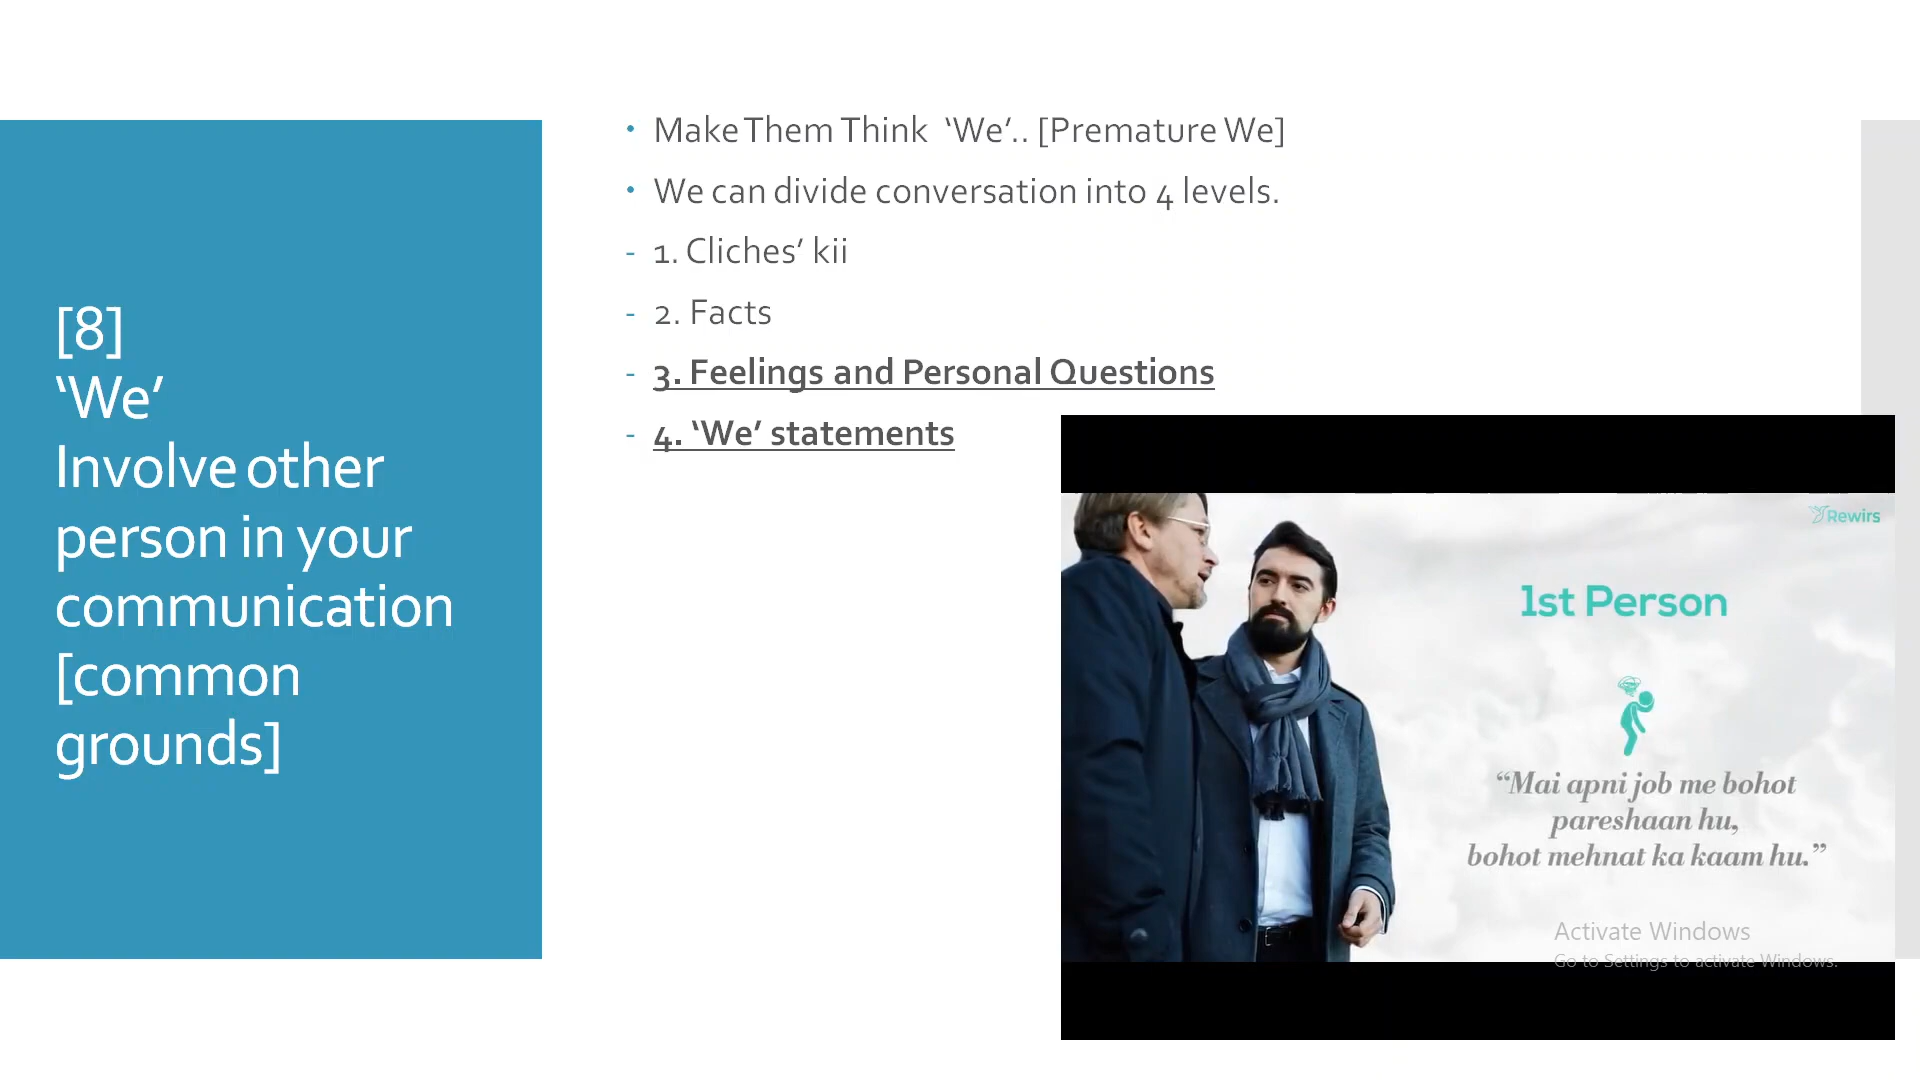 [8]
‘We’
Involve other
person in your
communication
[common
grounds]
Make Them Think ‘We’.. [Premature We]
We can divide conversation into 4 levels.
- 1. Cliches’ kii
- 2. Facts
- 3. Feelings and Personal Questions
- 4. ‘We’ statements
Rewirs
1st Person
“Mai apni job me bohot
pareshaan hu,
bohot mehnat ka kaam hu.”
Activate Windows
Go to Settings to activate Windows.